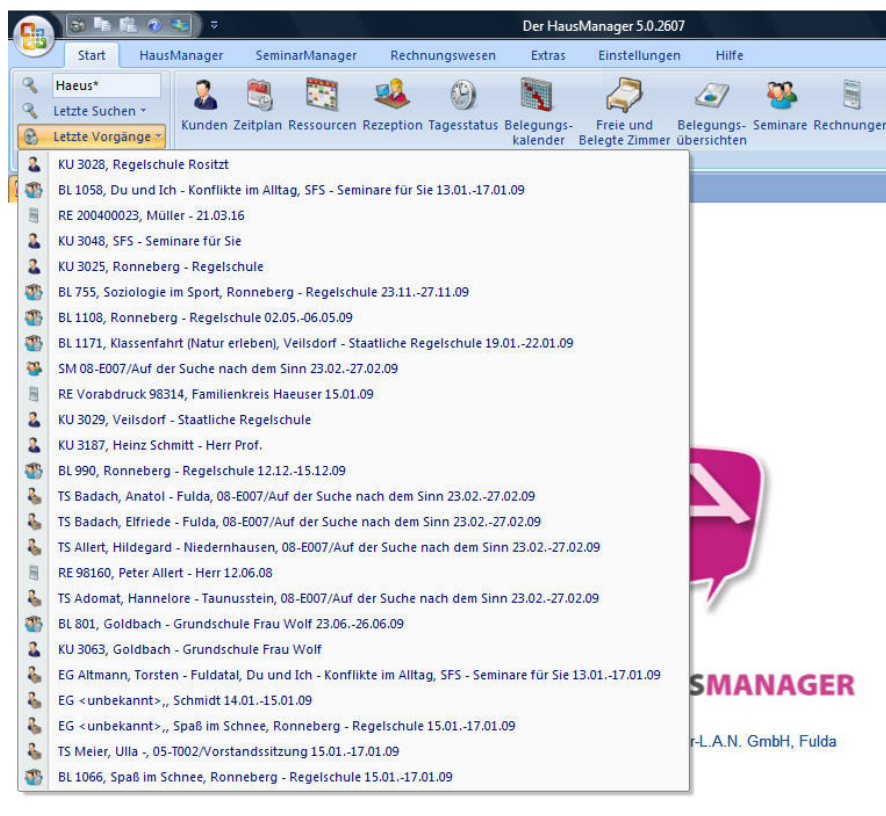 Der HausManager 5.0.2607
Start HausManager SeminarManager Rechnungswesen Extras Einstellungen Hilfe
Haeus*
Letzte Suchen
Letzte Vorgänge
Kunden Zeitplan Ressourcen Rezeption Tagesstatus Belegungs-kalender Freie und Belegte Zimmer Belegungs-übersichten Seminare Rechnungen
KU 3028, Regelschule Rositzt
BL 1058, Du und Ich - Konflikte im Alltag, SFS - Seminare für Sie 13.01.-17.01.09
RE 200400023, Müller - 21.03.16
KU 3048, SFS - Seminare für Sie
KU 3025, Ronneberg - Regelschule
BL 755, Soziologie im Sport, Ronneberg - Regelschule 23.11.-27.11.09
BL 1108, Ronneberg - Regelschule 02.05.-06.05.09
BL 1171, Klassenfahrt (Natur erleben), Veilsdorf - Staatliche Regelschule 19.01.-22.01.09
SM 08-E007/Auf der Suche nach dem Sinn 23.02.-27.02.09
RE Vorabdruck 98314, Familienkreis Haeuser 15.01.09
KU 3029, Veilsdorf - Staatliche Regelschule
KU 3187, Heinz Schmitt - Herr Prof.
BL 990, Ronneberg - Regelschule 12.12.-15.12.09
TS Badach, Anatol - Fulda, 08-E007/Auf der Suche nach dem Sinn 23.02.-27.02.09
TS Badach, Elfriede - Fulda, 08-E007/Auf der Suche nach dem Sinn 23.02.-27.02.09
TS Allert, Hildegard - Niedernhausen, 08-E007/Auf der Suche nach dem Sinn 23.02.-27.02.09
RE 98160, Peter Allert - Herr 12.06.08
TS Adomat, Hannelore - Taunusstein, 08-E007/Auf der Suche nach dem Sinn 23.02.-27.02.09
BL 801, Goldbach - Grundschule Frau Wolf 23.06.-26.06.09
KU 3063, Goldbach - Grundschule Frau Wolf
EG Altmann, Torsten - Fuldatal, Du und Ich - Konflikte im Alltag, SFS - Seminare für Sie 13.01.-17.01.09
EG <unbekannt>,, Schmidt 14.01.-15.01.09
EG <unbekannt>,, Spaß im Schnee, Ronneberg - Regelschule 15.01.-17.01.09
TS Meier, Ulla -, 05-T002/Vorstandssitzung 15.01.-17.01.09
BL 1066, Spaß im Schnee, Ronneberg - Regelschule 15.01.-17.01.09
SMANAGER
r-L.A.N. GmbH, Fulda